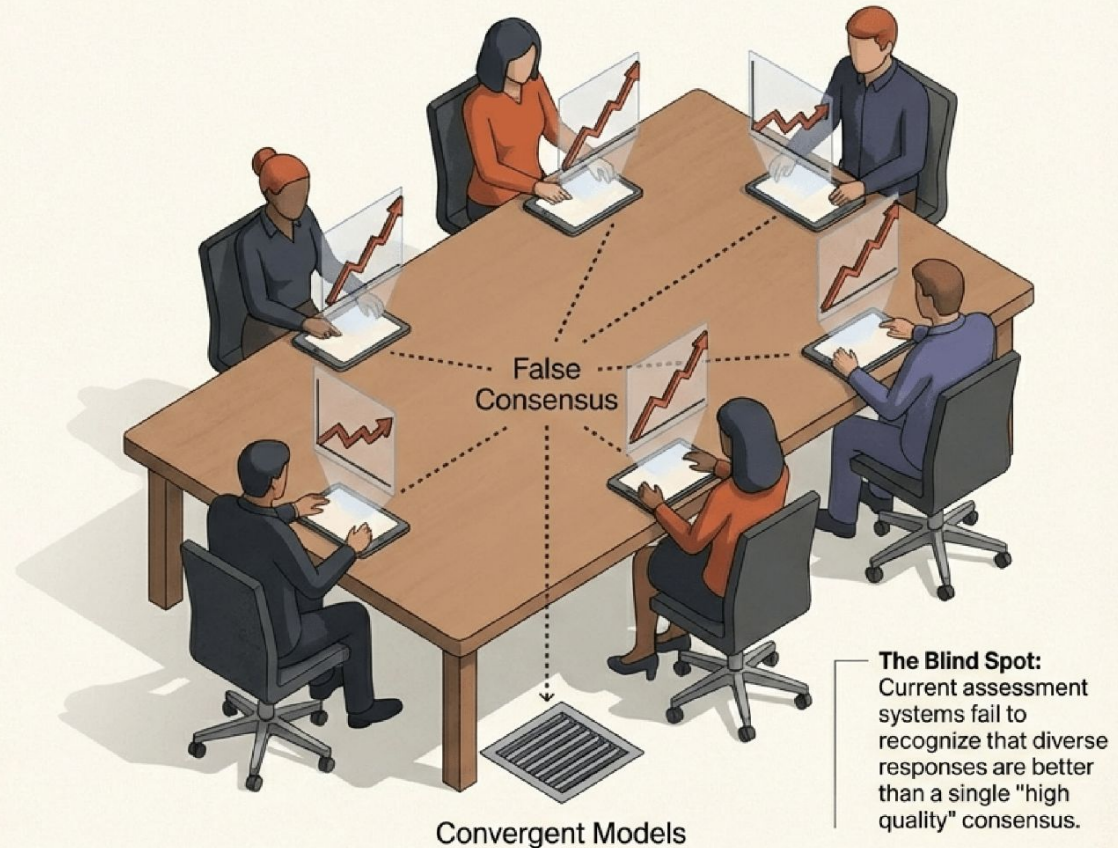 False
Consensus
The Blind Spot:
Current assessment
systems fail to
recognize that diverse
responses are better
than a single "high
quality" consensus.
Convergent Models